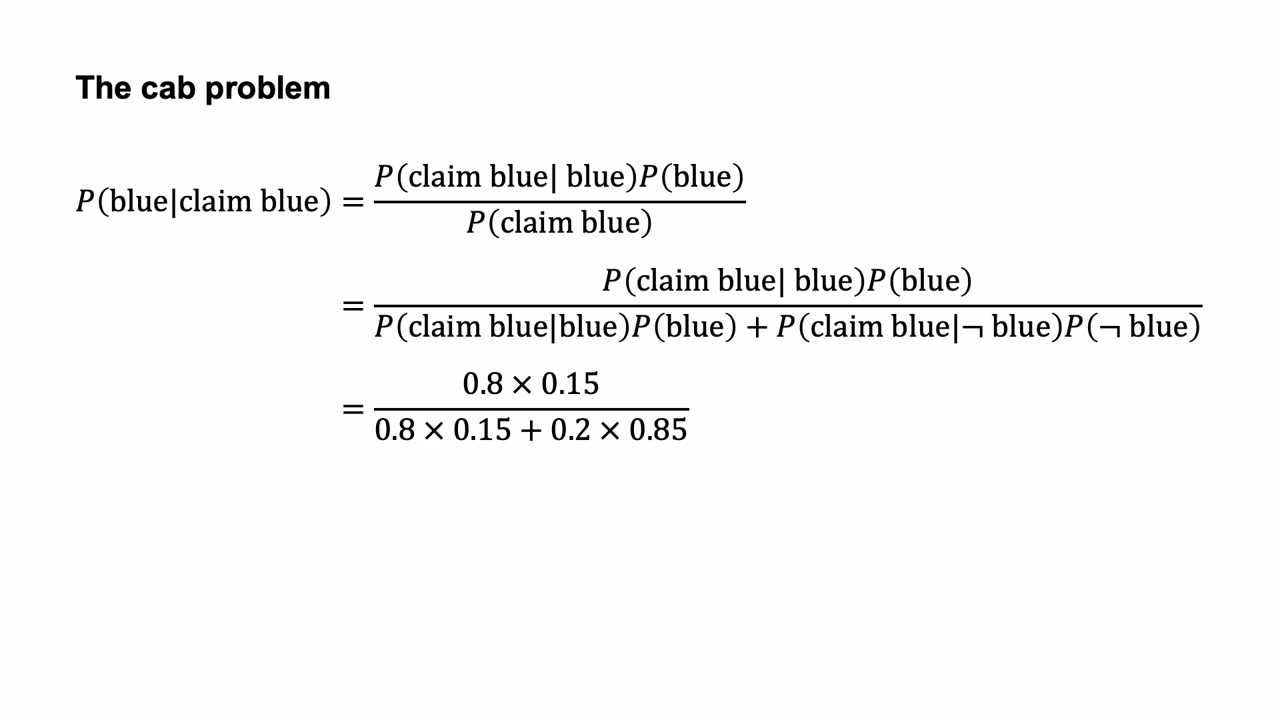 The cab problem
P(blue|claim blue) = P(claim blue| blue)P(blue) / P(claim blue)
= P(claim blue| blue)P(blue) / P(claim blue|blue)P(blue) + P(claim blue|¬ blue)P(¬ blue)
= 0.8 × 0.15 / 0.8 × 0.15 + 0.2 × 0.85